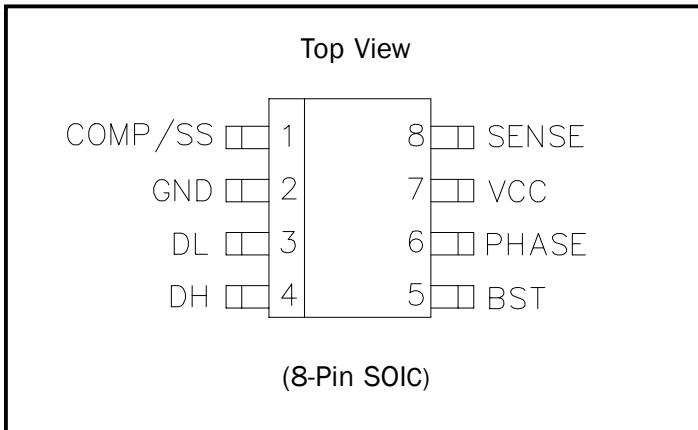 Top View
COMP/SS 1 8 SENSE
GND 2 7 VCC
DL 3 6 PHASE
DH 4 5 BST
(8-Pin SOIC)